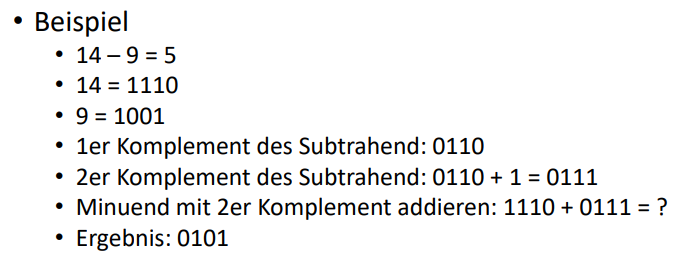 • Beispiel
• 14 – 9 = 5
• 14 = 1110
• 9 = 1001
• 1er Komplement des Subtrahend: 0110
• 2er Komplement des Subtrahend: 0110 + 1 = 0111
• Minuend mit 2er Komplement addieren: 1110 + 0111 = ?
• Ergebnis: 0101